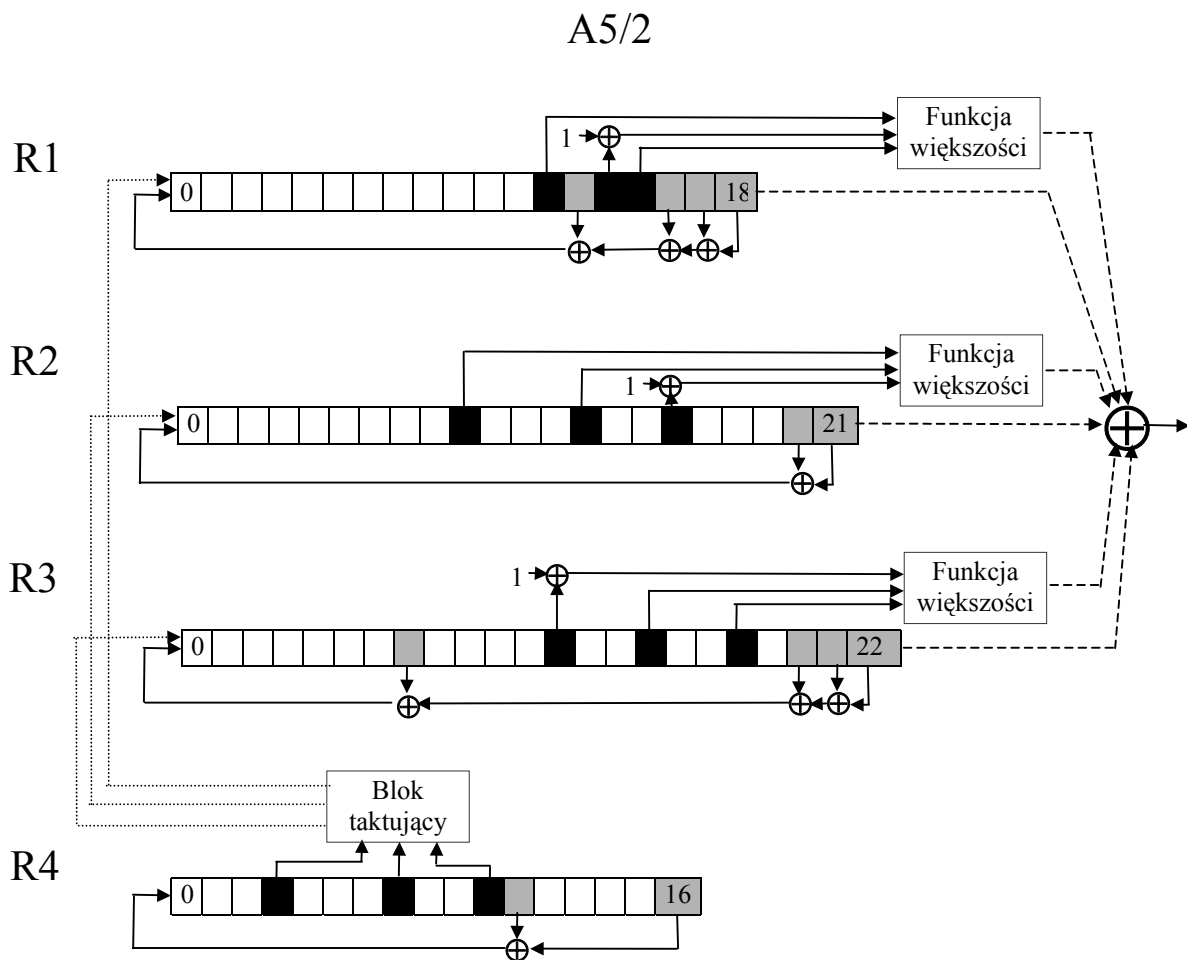 A5/2
R1
1
Funkcja
większości
0
18
R2
1
Funkcja
większości
0
21
R3
1
Funkcja
większości
0
22
Blok
taktujący
R4
0
16